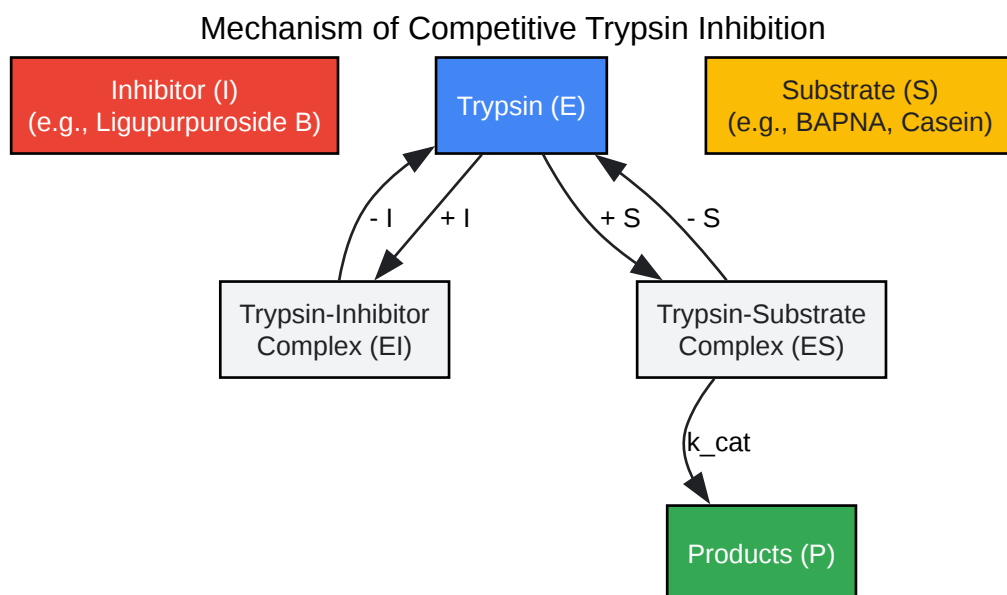 Mechanism of Competitive Trypsin Inhibition
Inhibitor (I)
(e.g., Ligupurpuroside B)
Trypsin (E)
Substrate (S)
(e.g., BAPNA, Casein)
- I
+ I
+ S
- S
Trypsin-Inhibitor
Complex (EI)
Trypsin-Substrate
Complex (ES)
k_cat
Products (P)